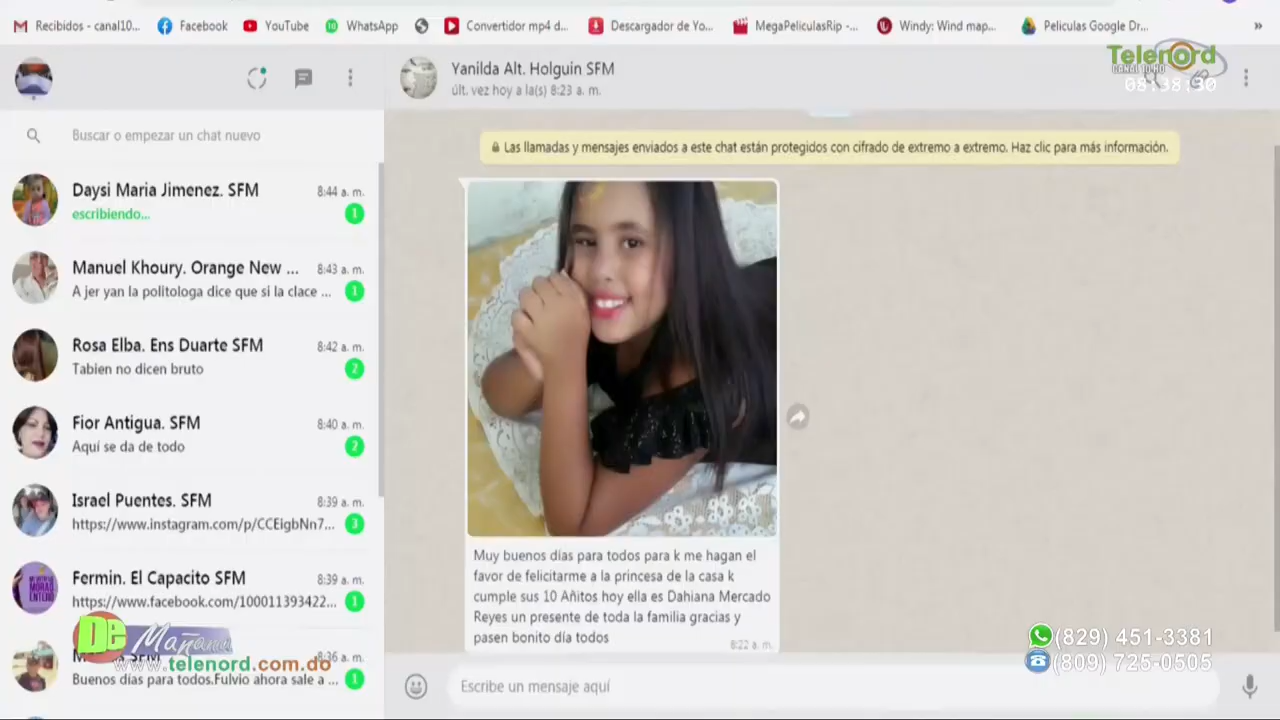 Recibidos - canal10...
Facebook
YouTube
WhatsApp
Convertidor mp4 d...
Descargador de Yo...
MegaPeliculasRip -...
Windy: Wind map...
Peliculas Google Dr...
»
Telenord
CANAL 10 HD
08:38:30
Yanilda Alt. Holguin SFM
últ. vez hoy a la(s) 8:23 a. m.
Buscar o empezar un chat nuevo
Las llamadas y mensajes enviados a este chat están protegidos con cifrado de extremo a extremo. Haz clic para más información.
Daysi Maria Jimenez. SFM 8:44 a. m.
escribiendo... 1
Manuel Khoury. Orange New ... 8:43 a. m.
A jer yan la politologa dice que si la clace ... 1
Rosa Elba. Ens Duarte SFM 8:42 a. m.
Tabien no dicen bruto 2
Fior Antigua. SFM 8:40 a. m.
Aquí se da de todo 2
Israel Puentes. SFM 8:39 a. m.
https://www.instagram.com/p/CCEigbNn7... 3
Fermin. El Capacito SFM 8:39 a. m.
https://www.facebook.com/100011393422... 1
SFM 8:36 a. m.
Buenos días para todos.Fulvio ahora sale a ... 1
De Mañana
www.telenord.com.do
Muy buenos días para todos para k me hagan el
favor de felicitarme a la princesa de la casa k
cumple sus 10 Añitos hoy ella es Dahiana Mercado
Reyes un presente de toda la familia gracias y
pasen bonito día todos
8:22 a. m.
(829) 451-3381
(809) 725-0505
Escribe un mensaje aquí